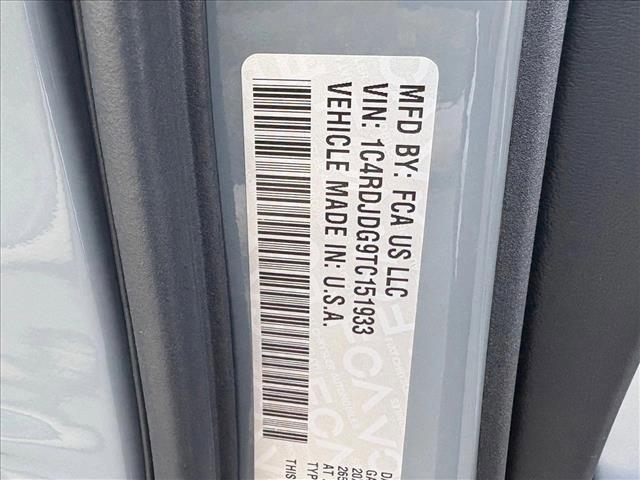 MFD BY: FCA US LLC
VIN: 1C4RDJDG9TC151933
VEHICLE MADE IN: U.S.A.